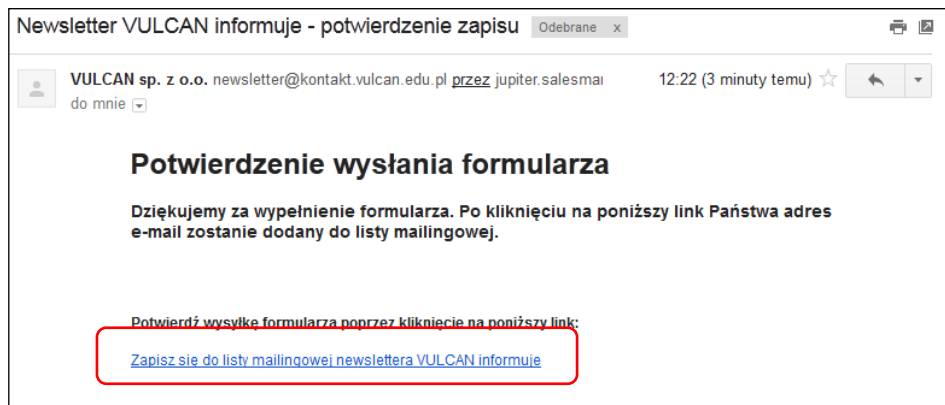 Newsletter VULCAN informuje - potwierdzenie zapisu Odebrane x
VULCAN sp. z o.o. newsletter@kontakt.vulcan.edu.pl przez jupiter.salesmar 12:22 (3 minuty temu)
do mnie
Potwierdzenie wysłania formularza
Dziękujemy za wypełnienie formularza. Po kliknięciu na poniższy link Państwa adres
e-mail zostanie dodany do listy mailingowej.
Potwierdź wysyłkę formularza poprzez kliknięcie na poniższy link:
Zapisz się do listy mailingowej newslettera VULCAN informuje